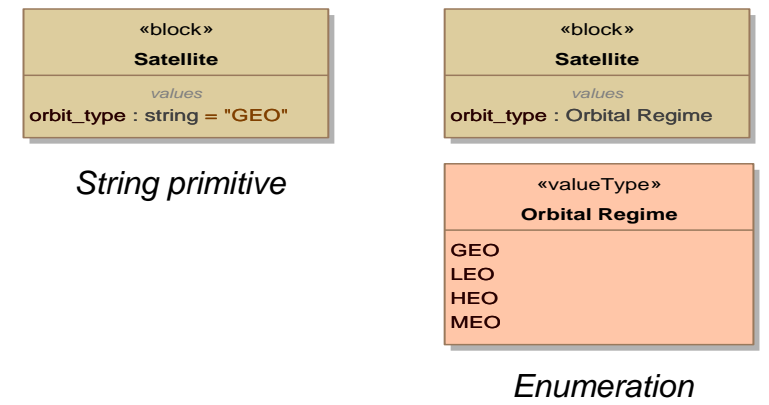 «block»
Satellite
values
orbit_type : string = "GEO"
String primitive
«block»
Satellite
values
orbit_type : Orbital Regime
«valueType»
Orbital Regime
GEO
LEO
HEO
MEO
Enumeration